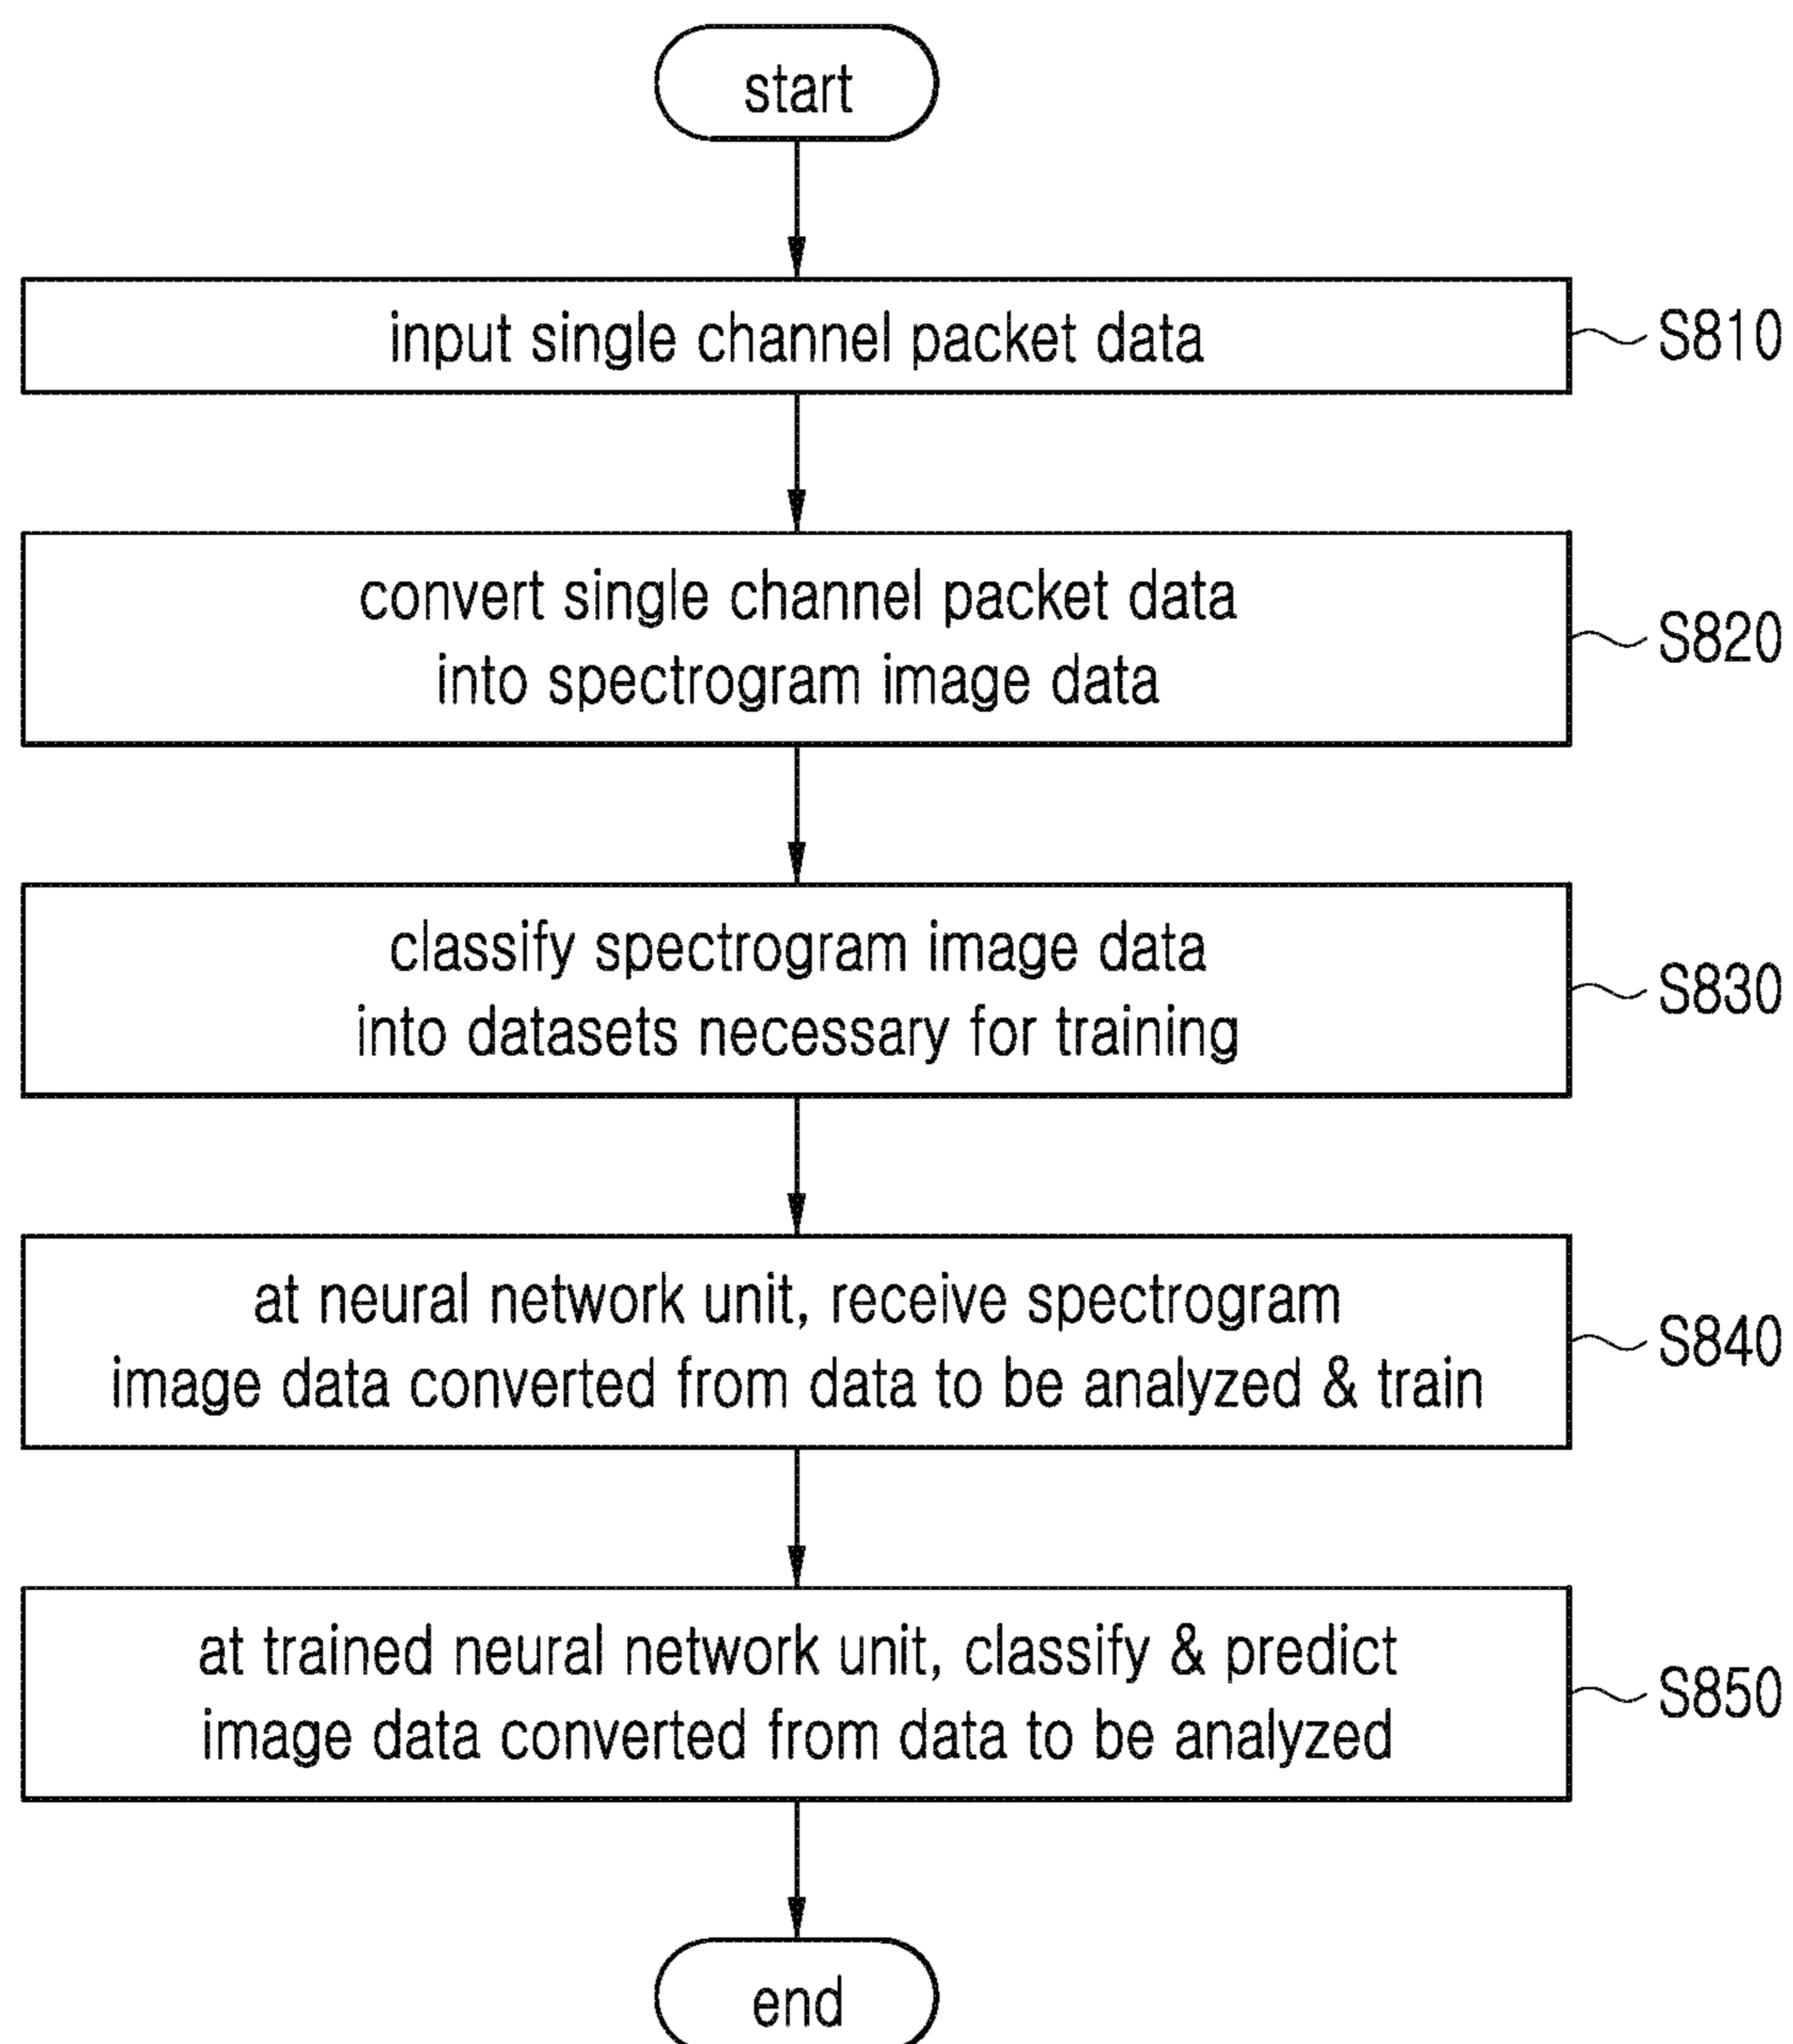 start
input single channel packet data
S810
convert single channel packet data
into spectrogram image data
S820
classify spectrogram image data
into datasets necessary for training
S830
at neural network unit, receive spectrogram
image data converted from data to be analyzed & train
S840
at trained neural network unit, classify & predict
image data converted from data to be analyzed
S850
end